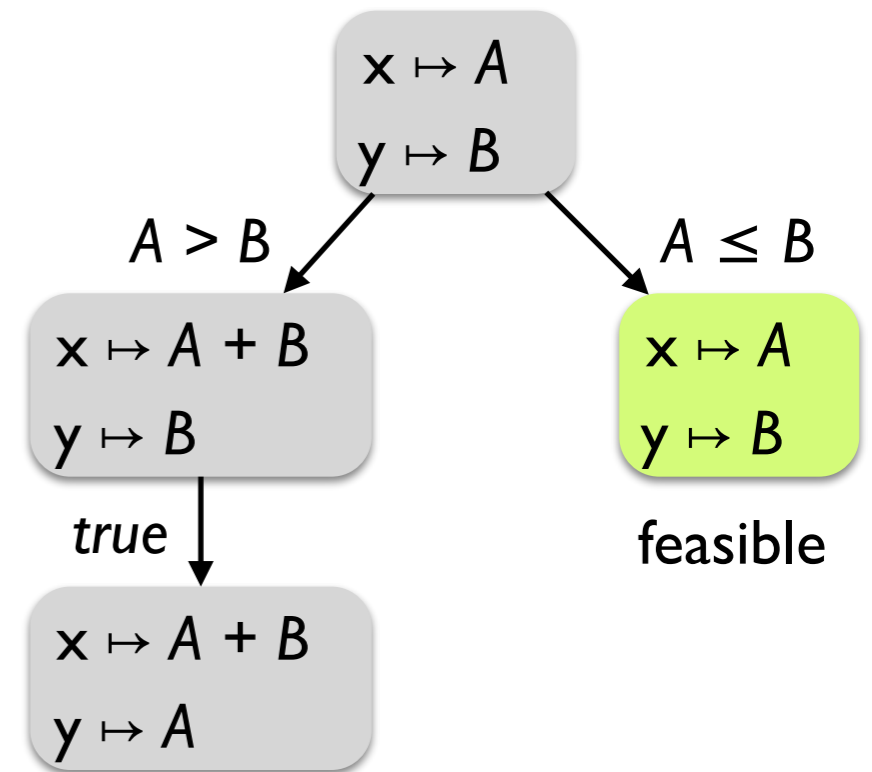 x ↦ A
y ↦ B
A > B
A ≤ B
x ↦ A + B
y ↦ B
x ↦ A
y ↦ B
true
feasible
x ↦ A + B
y ↦ A